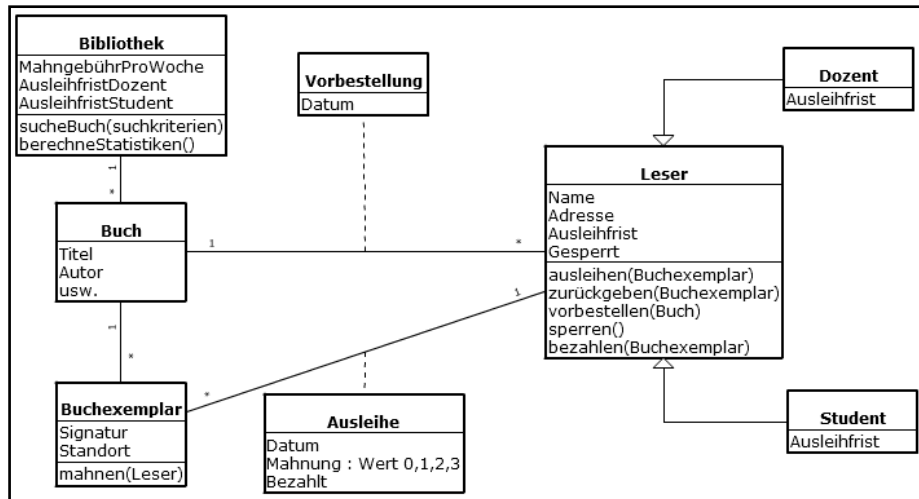 Bibliothek
MahngebührProWoche
AusleihfristDozent
AusleihfristStudent
sucheBuch(suchkriterien)
berechneStatistiken()
1
*
Vorbestellung
Datum
Dozent
Ausleihfrist
Buch
Titel
Autor
usw.
1
*
Leser
Name
Adresse
Ausleihfrist
Gesperrt
ausleihen(Buchexemplar)
zurückgeben(Buchexemplar)
vorbestellen(Buch)
sperren()
bezahlen(Buchexemplar)
1
*
1
*
Buchexemplar
Signatur
Standort
mahnen(Leser)
Ausleihe
Datum
Mahnung : Wert 0,1,2,3
Bezahlt
Student
Ausleihfrist